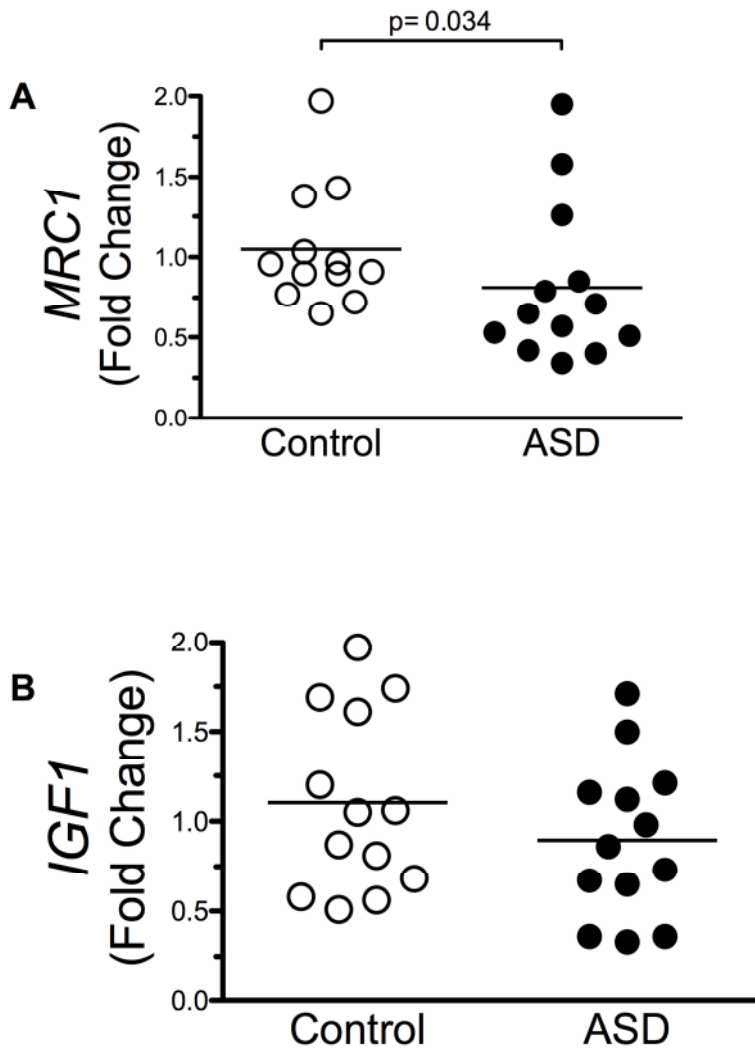 p= 0.034
A
MRC1
(Fold Change)
2.0
1.5
1.0
0.5
0.0
Control ASD
B
IGF1
(Fold Change)
2.0
1.5
1.0
0.5
0.0
Control ASD